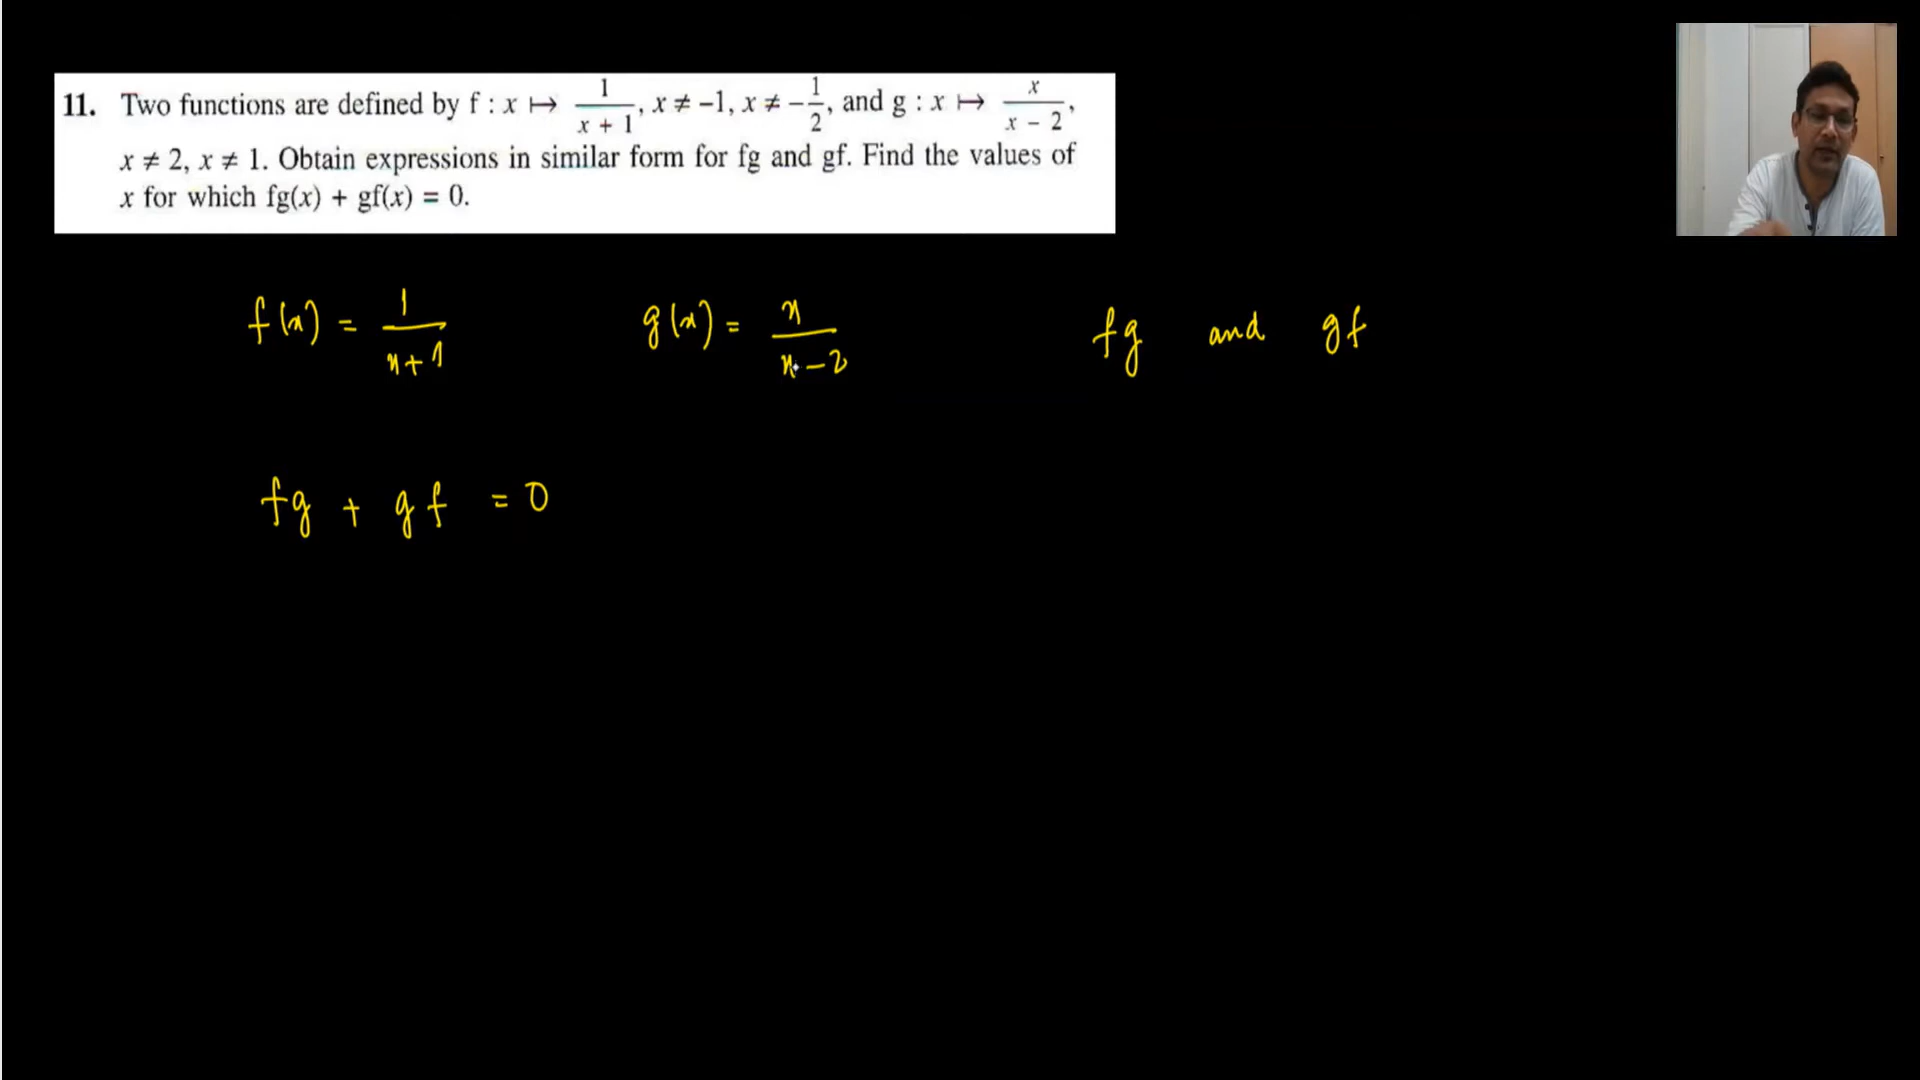 11. Two functions are defined by f : x ↦ 1/(x + 1), x ≠ –1, x ≠ –1/2, and g : x ↦ x/(x – 2),
x ≠ 2, x ≠ 1. Obtain expressions in similar form for fg and gf. Find the values of
x for which fg(x) + gf(x) = 0.
f(x) = 1/(x+1) g(x) = x/(x-2) fg and gf
fg + gf = 0